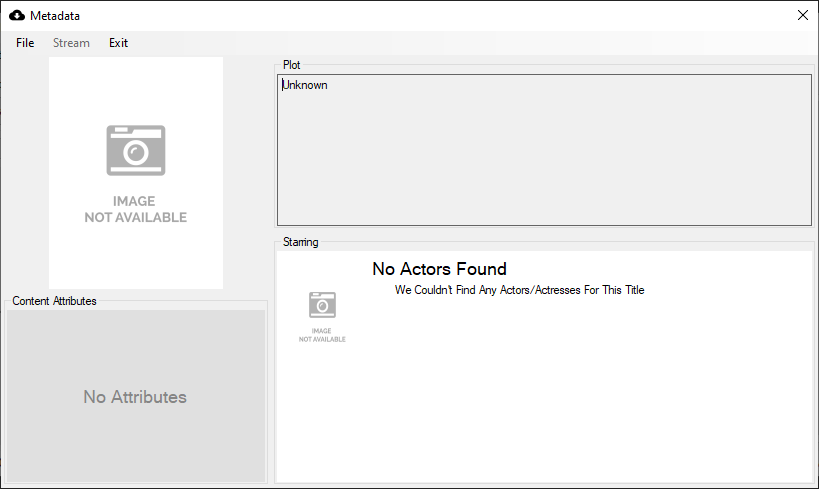 Metadata
File Stream Exit
IMAGE
NOT AVAILABLE
Plot
Unknown
Starring
No Actors Found
We Couldn't Find Any Actors/Actresses For This Title
IMAGE
NOT AVAILABLE
Content Attributes
No Attributes